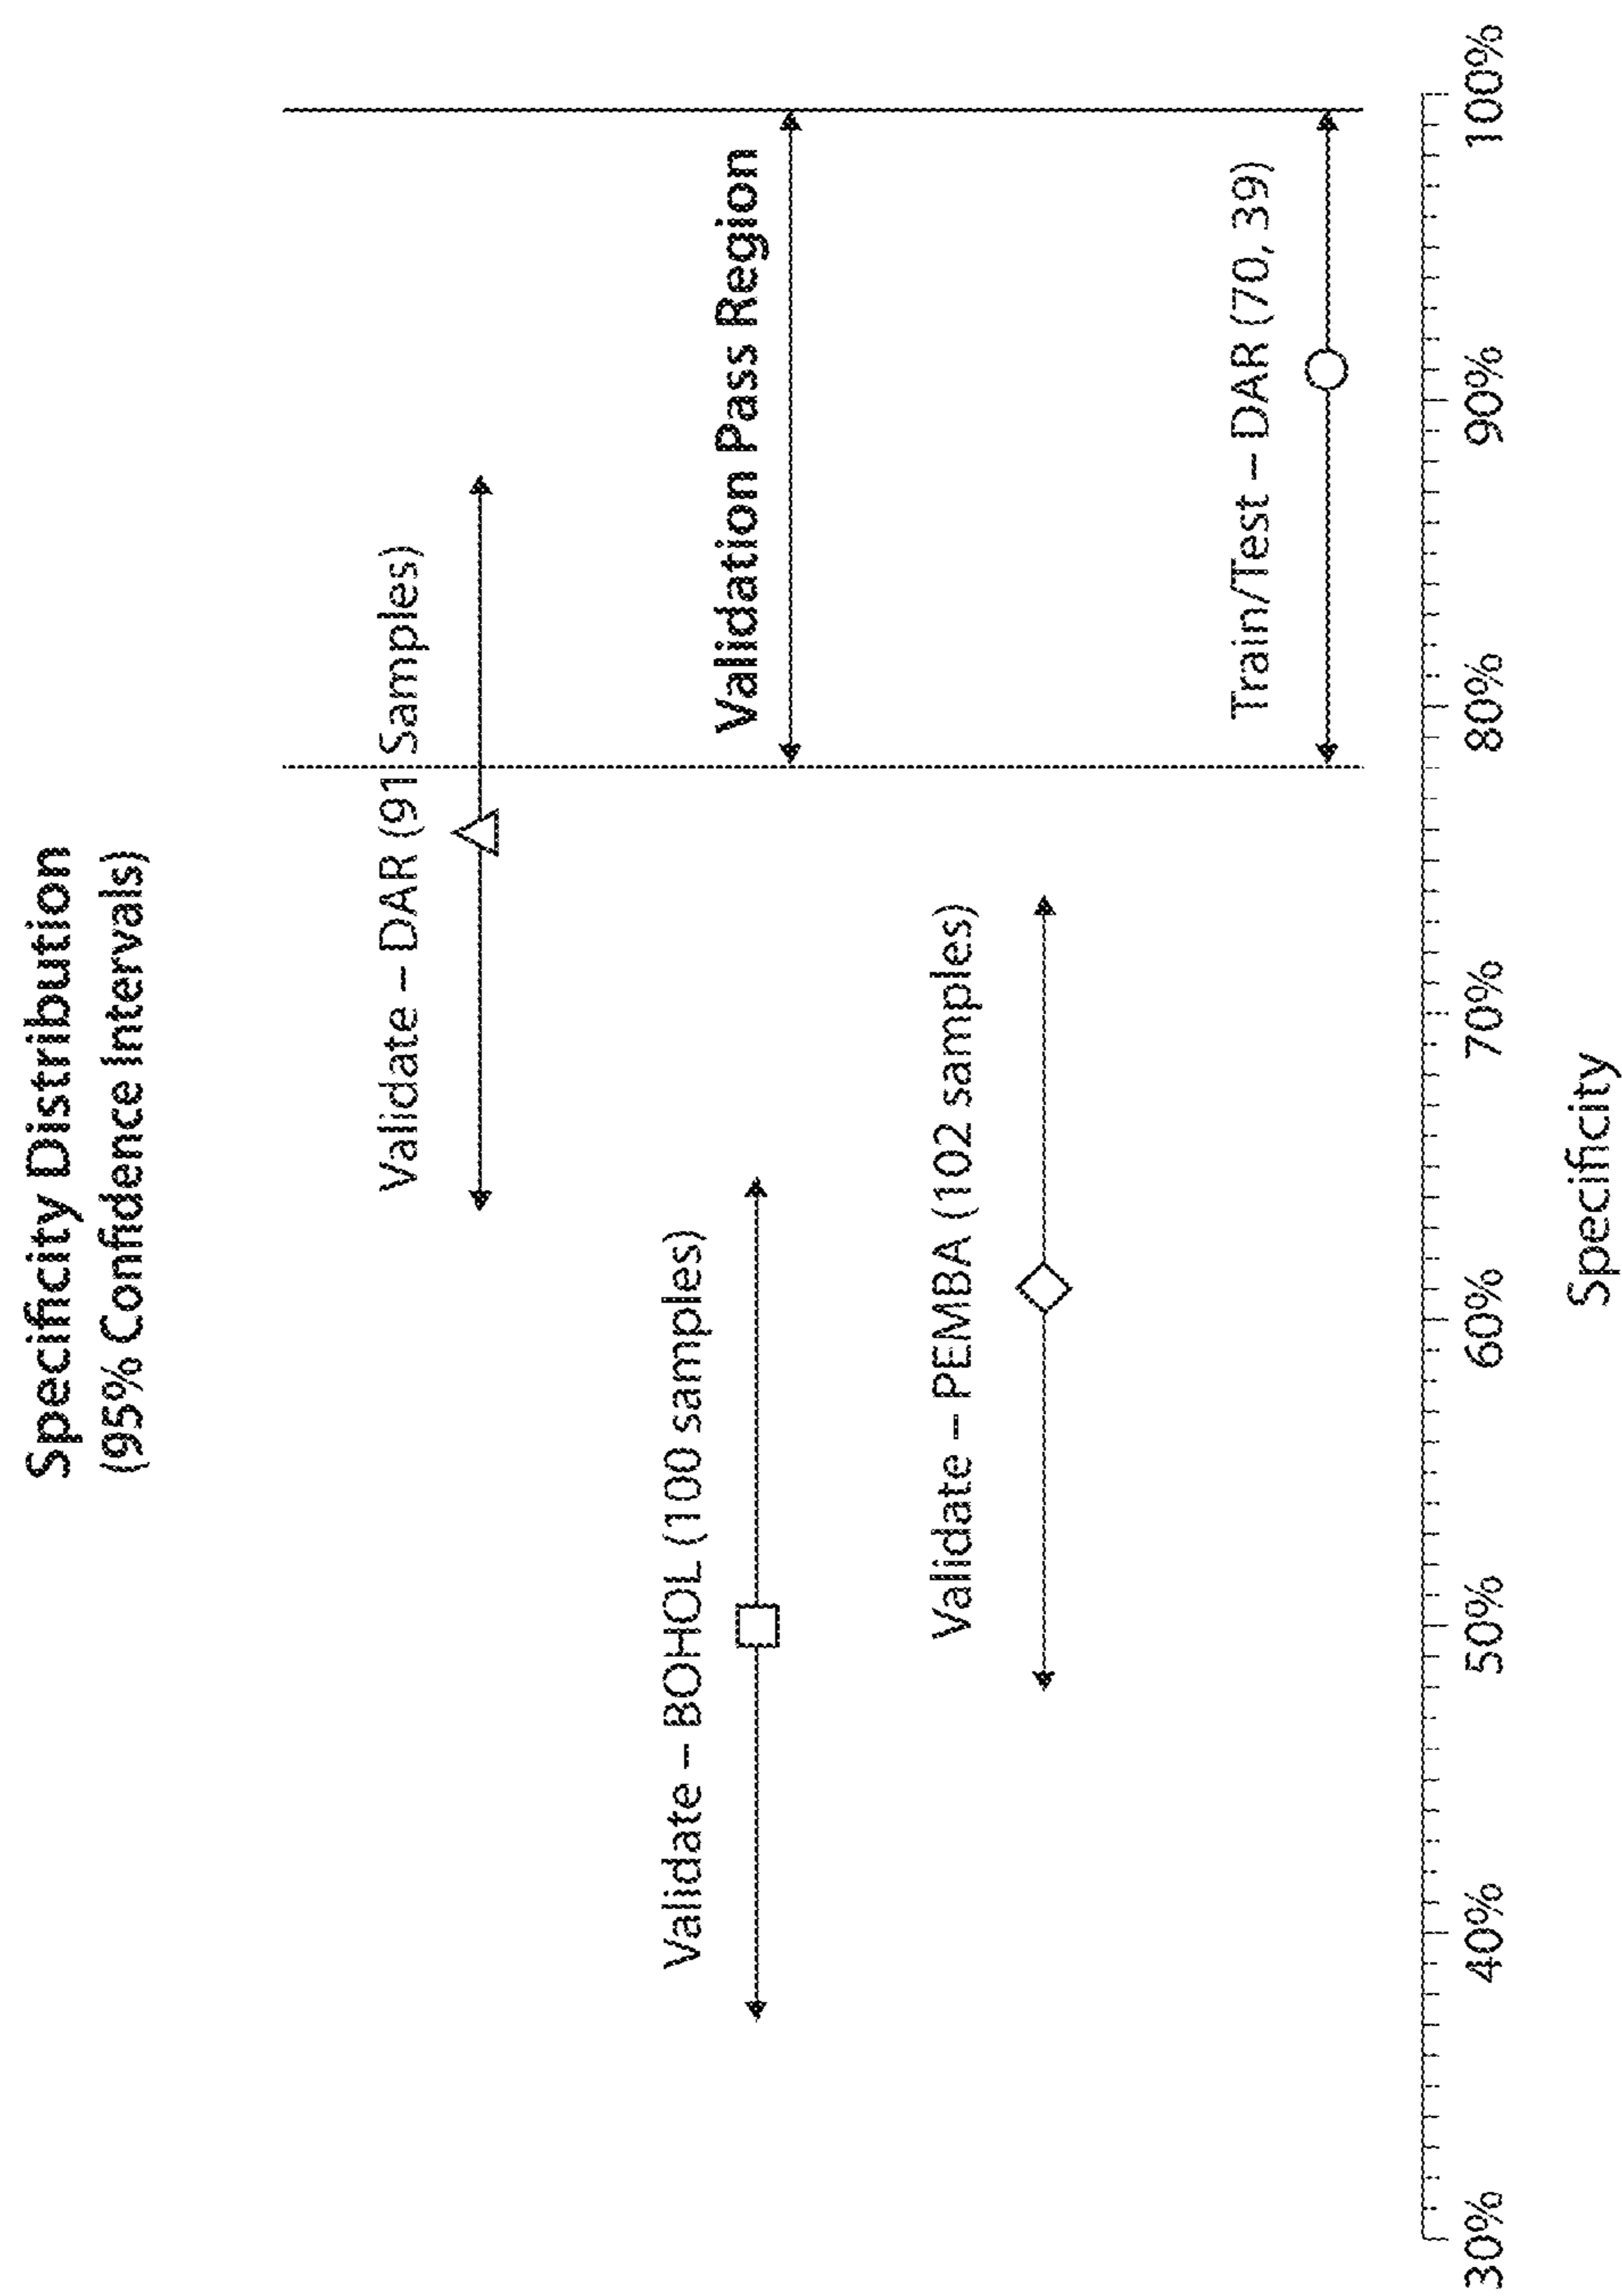 Specificity Distribution
(95% Confidence Intervals)
Validate – DAR (91 Samples)
Validate – BOHOL (100 samples)
Validation Pass Region
Validate – PEMBA (102 samples)
Train/Test – DAR (70, 39)
30% 40% 50% 60% 70% 80% 90% 100%
Specificity